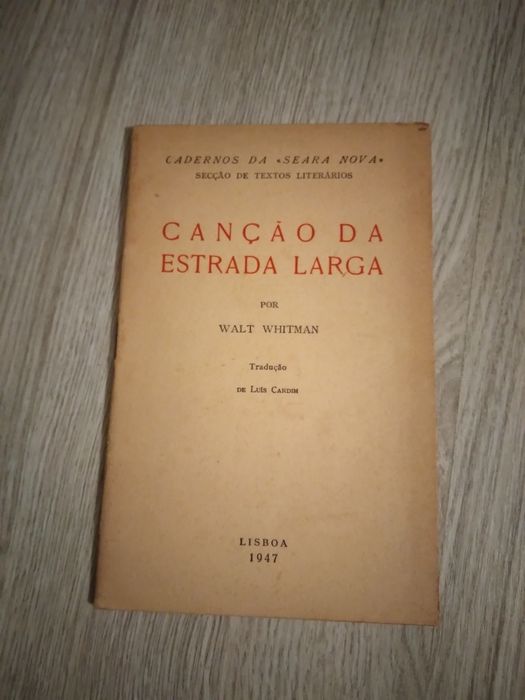 CADERNOS DA «SEARA NOVA»
SECÇÃO DE TEXTOS LITERÁRIOS
CANÇÃO DA
ESTRADA LARGA
POR
WALT WHITMAN
Tradução
DE LUÍS CARDIM
LISBOA
1947